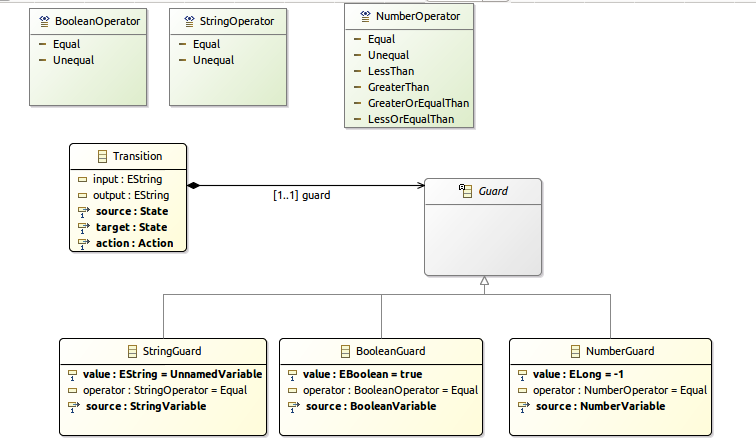 BooleanOperator
Equal
Unequal
StringOperator
Equal
Unequal
NumberOperator
Equal
Unequal
LessThan
GreaterThan
GreaterOrEqualThan
LessOrEqualThan
Transition
input : EString
output : EString
source : State
target : State
action : Action
[1..1] guard
Guard
StringGuard
value : EString = UnnamedVariable
operator : StringOperator = Equal
source : StringVariable
BooleanGuard
value : EBoolean = true
operator : BooleanOperator = Equal
source : BooleanVariable
NumberGuard
value : ELong = -1
operator : NumberOperator = Equal
source : NumberVariable